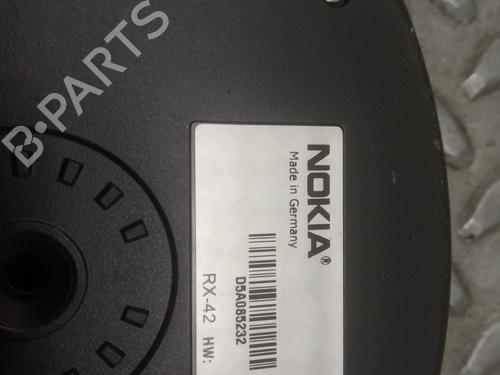 NOKIA®
Made in Germany
D5A085232
RX-42 HW:
B-PARTS